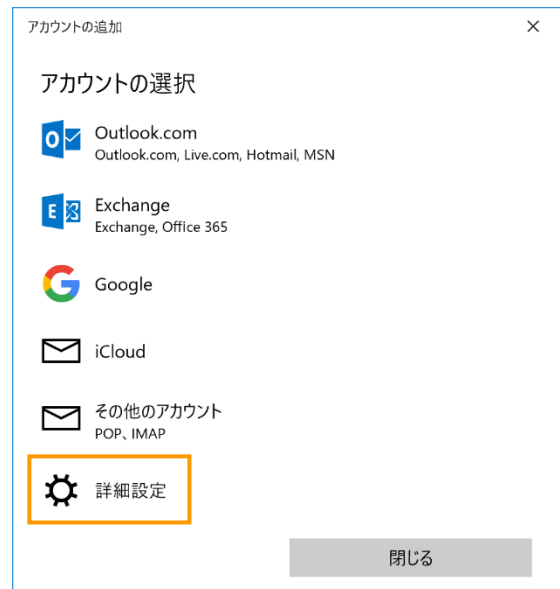 アカウントの追加
アカウントの選択
Outlook.com
Outlook.com, Live.com, Hotmail, MSN
Exchange
Exchange, Office 365
Google
iCloud
その他のアカウント
POP、IMAP
詳細設定
閉じる